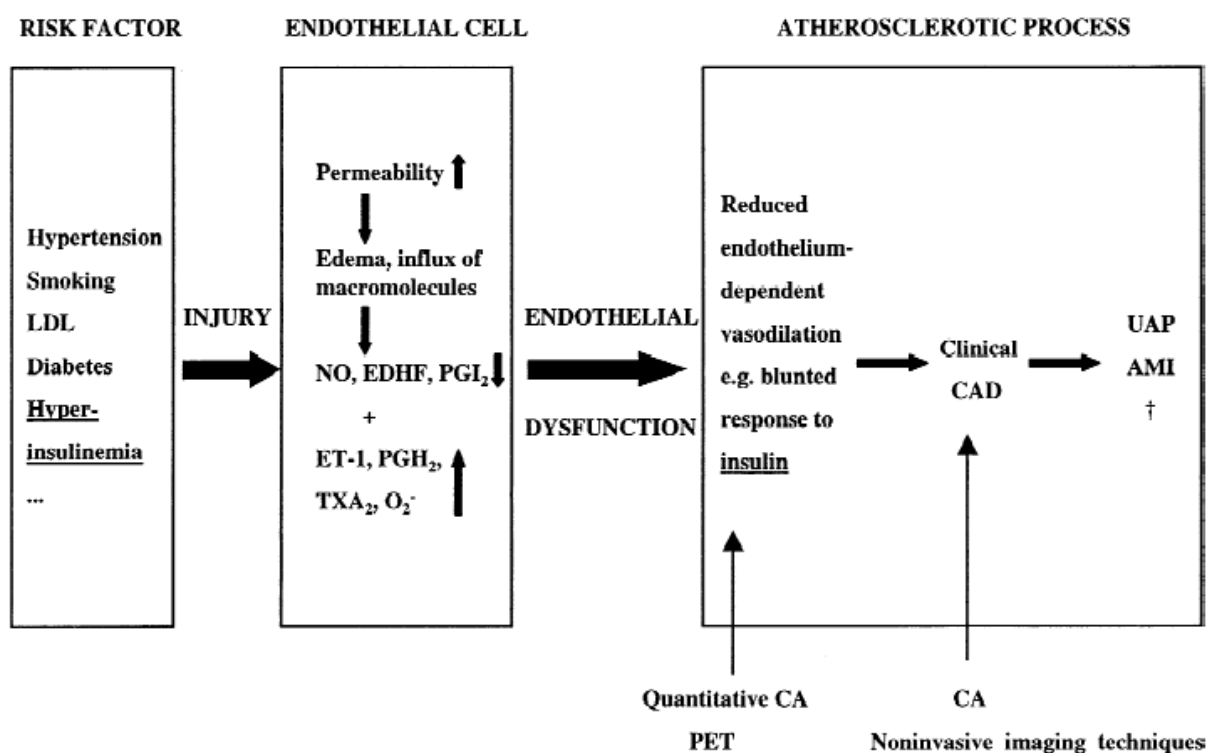 RISK FACTOR
ENDOTHELIAL CELL
ATHEROSCLEROTIC PROCESS
Hypertension
Smoking
LDL
Diabetes
Hyper-
insulinemia
...
INJURY
Permeability
Edema, influx of
macromolecules
NO, EDHF, PGI₂
+
ET-1, PGH₂,
TXA₂, O₂⁻
ENDOTHELIAL
DYSFUNCTION
Reduced
endothelium-
dependent
vasodilation
e.g. blunted
response to
insulin
Clinical
CAD
UAP
AMI
†
Quantitative CA
PET
CA
Noninvasive imaging techniques